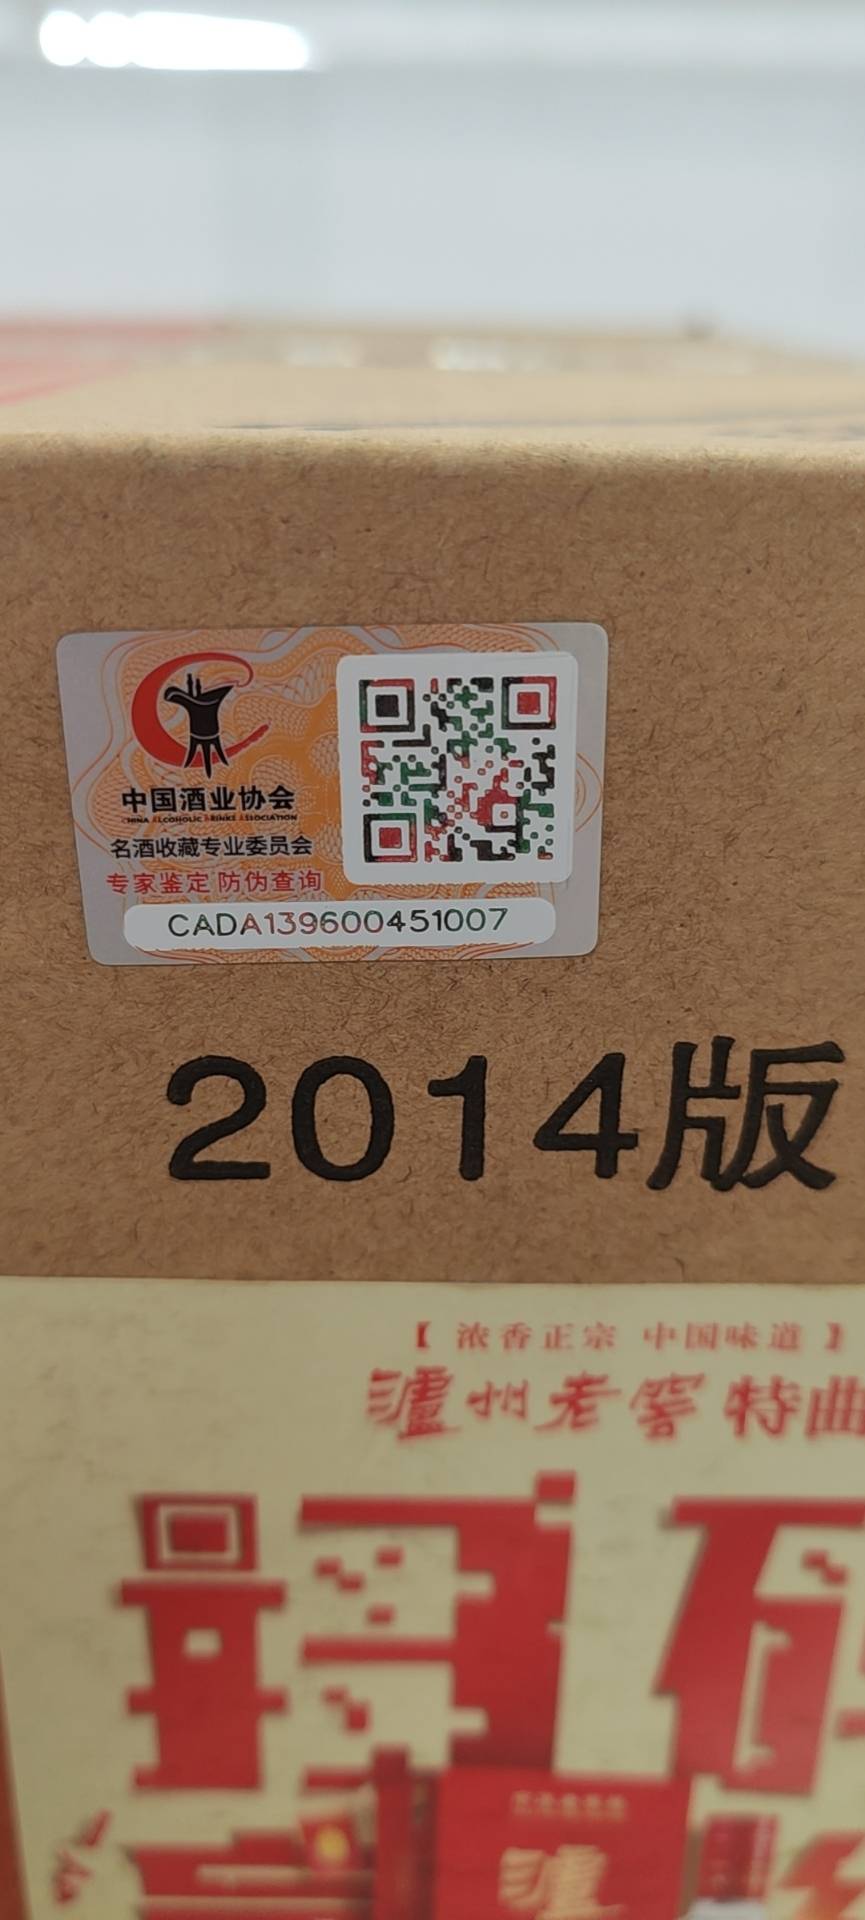 中国酒业协会
CHINA ALCOHOLIC DRINKS ASSOCIATION
名酒收藏专业委员会
专家鉴定 防伪查询
CADA139600451007
2014版
【 浓香正宗 中国味道 】
泸州老窖特曲
泸